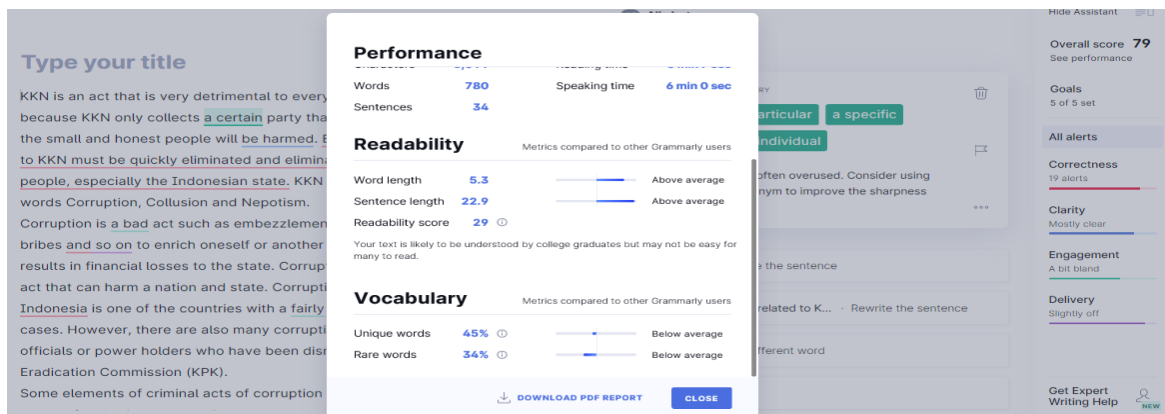 Hide Assistant
Performance
Overall score 79
See performance
Type your title
Words 780 Speaking time 6 min 0 sec
Sentences 34
Goals
5 of 5 set
KKN is an act that is very detrimental to every
because KKN only collects a certain party tha
a specific
the small and honest people will be harmed.
individual
All alerts
Readability Metrics compared to other Grammarly users
to KKN must be quickly eliminated and elimina
Correctness
19 alerts
people, especially the Indonesian state. KKN
Word length 5.3 Above average
often overused. Consider using
words Corruption, Collusion and Nepotism.
Sentence length 22.9 Above average
nym to improve the sharpness
Clarity
Mostly clear
Corruption is a bad act such as embezzlemen
Readability score 29
bribes and so on to enrich oneself or another
Your text is likely to be understood by college graduates but may not be easy for
many to read.
Engagement
A bit bland
results in financial losses to the state. Corrup
e the sentence
act that can harm a nation and state. Corrupti
Vocabulary Metrics compared to other Grammarly users
Delivery
Slightly off
Indonesia is one of the countries with a fairly
related to K... · Rewrite the sentence
cases. However, there are also many corrupti
Unique words 45% Below average
officials or power holders who have been disr
Rare words 34% Below average
fferent word
Eradication Commission (KPK).
Some elements of criminal acts of corruption
DOWNLOAD PDF REPORT CLOSE
Get Expert
Writing Help
NEW